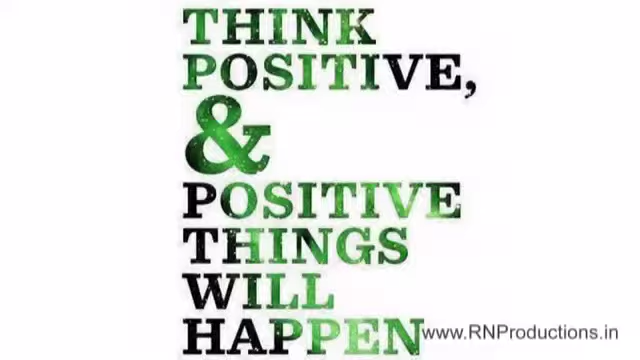 THINK
POSITIVE,
&
POSITIVE
THINGS
WILL
HAPPEN
www.RNProductions.in